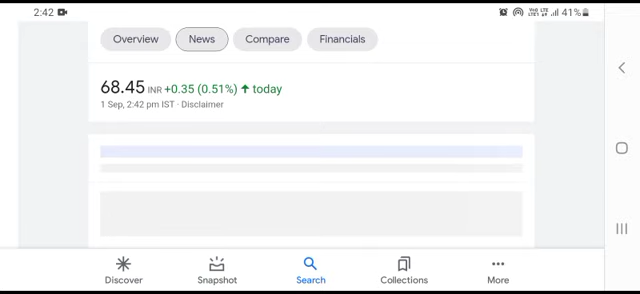 2:42 41%
Overview News Compare Financials
68.45 INR +0.35 (0.51%) ↑ today
1 Sep, 2:42 pm IST · Disclaimer
Discover Snapshot Search Collections More